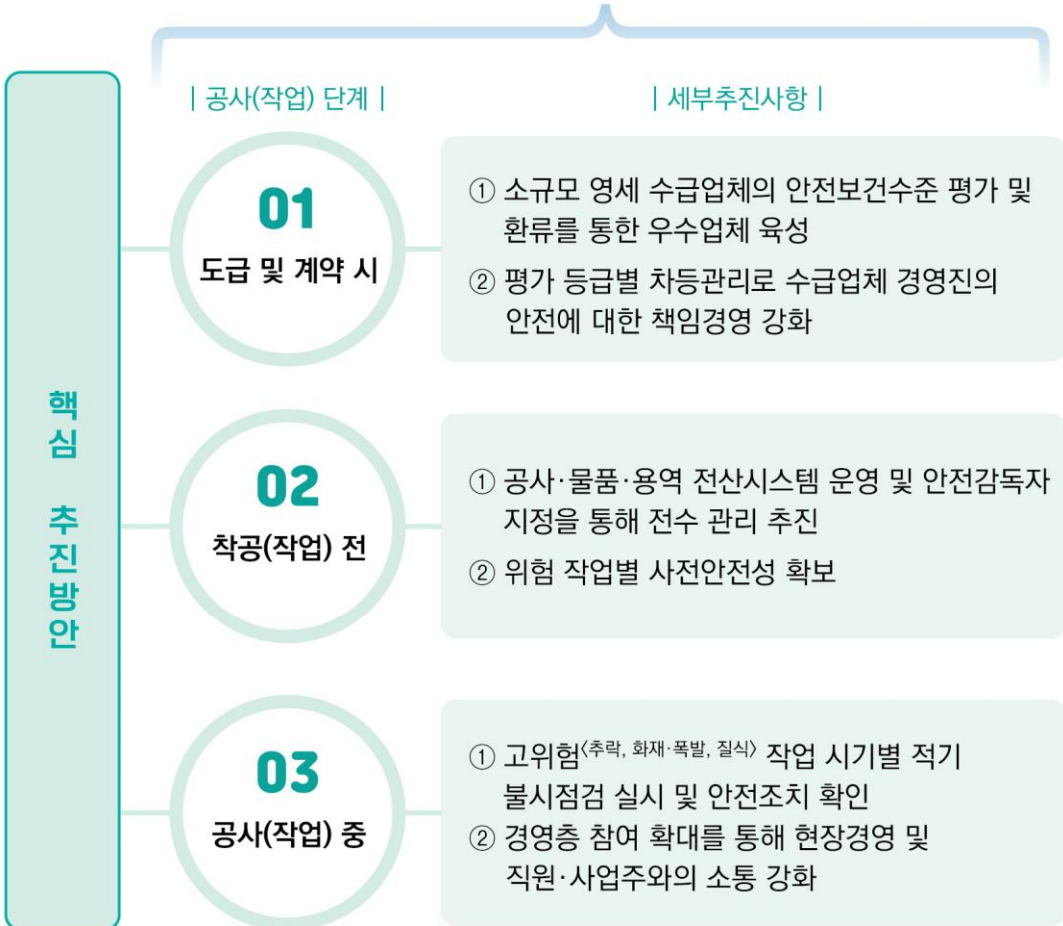 | 공사(작업) 단계 |
| 세부추진사항 |
핵심 추진방안
01
도급 및 계약 시
① 소규모 영세 수급업체의 안전보건수준 평가 및
환류를 통한 우수업체 육성
② 평가 등급별 차등관리로 수급업체 경영진의
안전에 대한 책임경영 강화
02
착공(작업) 전
① 공사·물품·용역 전산시스템 운영 및 안전감독자
지정을 통해 전수 관리 추진
② 위험 작업별 사전안전성 확보
03
공사(작업) 중
① 고위험<추락, 화재·폭발, 질식> 작업 시기별 적기
불시점검 실시 및 안전조치 확인
② 경영층 참여 확대를 통해 현장경영 및
직원·사업주와의 소통 강화